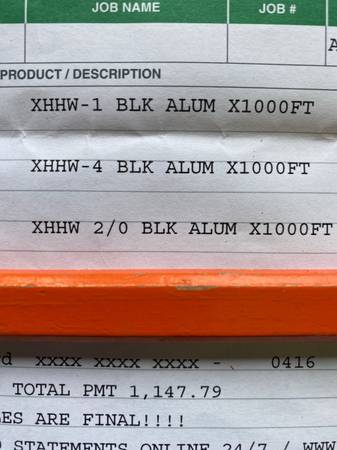 JOB NAME JOB #
PRODUCT / DESCRIPTION
XHHW-1 BLK ALUM X1000FT
XHHW-4 BLK ALUM X1000FT
XHHW 2/0 BLK ALUM X1000FT
xxxx xxxx xxxx - 0416
TOTAL PMT 1,147.79
ARE FINAL!!!!
STATEMENTS ONLINE 24/7 / WWW